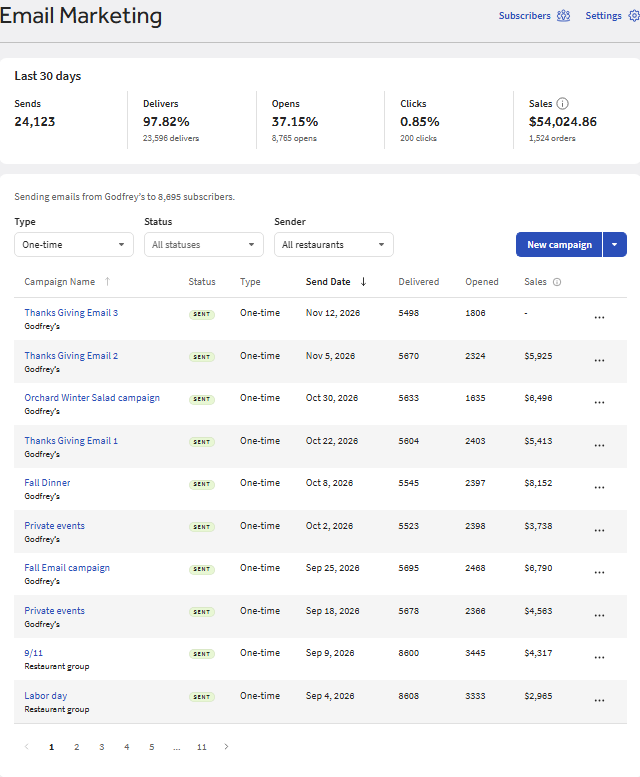 Email Marketing
Subscribers
Settings
Last 30 days
Sends
24,123
Delivers
97.82%
23,596 delivers
Opens
37.15%
8,765 opens
Clicks
0.85%
200 clicks
Sales
$54,024.86
1,524 orders
Sending emails from Godfrey's to 8,695 subscribers.
Type
One-time
Status
All statuses
Sender
All restaurants
New campaign
Campaign Name ↑ Status Type Send Date ↓ Delivered Opened Sales
Thanks Giving Email 3 SENT One-time Nov 12, 2026 5498 1806 - ...
Godfrey's
Thanks Giving Email 2 SENT One-time Nov 5, 2026 5670 2324 $5,925 ...
Godfrey's
Orchard Winter Salad campaign SENT One-time Oct 30, 2026 5633 1635 $6,496 ...
Godfrey's
Thanks Giving Email 1 SENT One-time Oct 22, 2026 5604 2403 $5,413 ...
Godfrey's
Fall Dinner SENT One-time Oct 8, 2026 5545 2397 $8,152 ...
Godfrey's
Private events SENT One-time Oct 2, 2026 5523 2398 $3,738 ...
Godfrey's
Fall Email campaign SENT One-time Sep 25, 2026 5695 2468 $6,790 ...
Godfrey's
Private events SENT One-time Sep 18, 2026 5678 2366 $4,563 ...
Godfrey's
9/11 SENT One-time Sep 9, 2026 8600 3445 $4,317 ...
Restaurant group
Labor day SENT One-time Sep 4, 2026 8608 3333 $2,965 ...
Restaurant group
< 1 2 3 4 5 ... 11 >